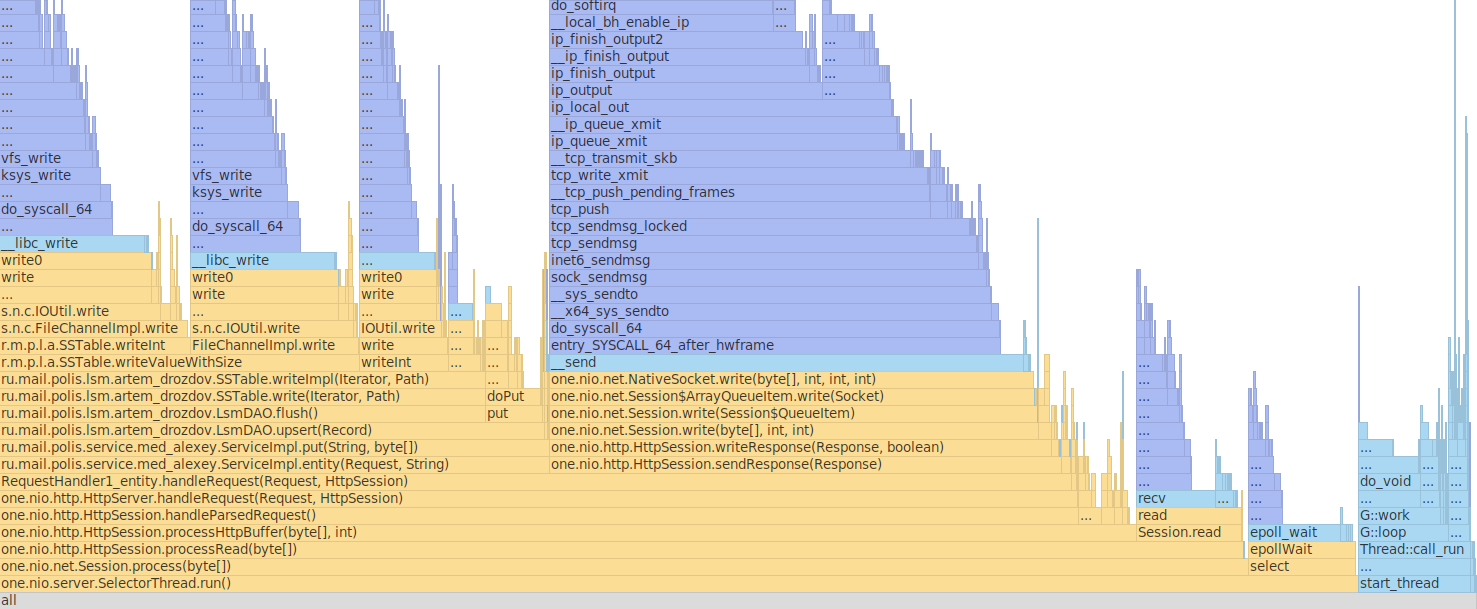 ... ... ... do_softirq ...
... ... ... __local_bh_enable_ip ...
... ... ... ip_finish_output2 ...
... ... ... __ip_finish_output ...
... ... ... ip_finish_output ...
... ... ... ip_output ...
... ... ... ip_local_out
... ... ... __ip_queue_xmit
... ... ... ip_queue_xmit
vfs_write ... ... __tcp_transmit_skb
ksys_write vfs_write ... tcp_write_xmit
... ksys_write ... __tcp_push_pending_frames
do_syscall_64 ... ... tcp_push
... do_syscall_64 ... tcp_sendmsg_locked
__libc_write ... ... tcp_sendmsg
write0 __libc_write ... inet6_sendmsg
write write0 write0 sock_sendmsg
... write write __sys_sendto
s.n.c.IOUtil.write ... ... ... __x64_sys_sendto
s.n.c.FileChannelImpl.write s.n.c.IOUtil.write IOUtil.write ... do_syscall_64
r.m.p.l.a.SSTable.writeInt FileChannelImpl.write write ... ... entry_SYSCALL_64_after_hwframe
r.m.p.l.a.SSTable.writeValueWithSize writeInt ... ... __send ...
ru.mail.polis.lsm.artem_drozdov.SSTable.writeImpl(Iterator, Path) ... one.nio.net.NativeSocket.write(byte[], int, int, int) ...
ru.mail.polis.lsm.artem_drozdov.SSTable.write(Iterator, Path) doPut one.nio.net.Session$ArrayQueueItem.write(Socket) ... ...
ru.mail.polis.lsm.artem_drozdov.LsmDAO.flush() put one.nio.net.Session.write(Session$QueueItem) ... ...
ru.mail.polis.lsm.artem_drozdov.LsmDAO.upsert(Record) one.nio.net.Session.write(byte[], int, int) ... ...
ru.mail.polis.service.med_alexey.ServiceImpl.put(String, byte[]) one.nio.http.HttpSession.writeResponse(Response, boolean) ... ... ... ... ...
ru.mail.polis.service.med_alexey.ServiceImpl.entity(Request, String) one.nio.http.HttpSession.sendResponse(Response) ... ... ... ...
RequestHandler1_entity.handleRequest(Request, HttpSession) ... ... do_void ... ...
one.nio.http.HttpServer.handleRequest(Request, HttpSession) recv ... ... ... ... ...
one.nio.http.HttpSession.handleParsedRequest() ... read ... G::work ...
one.nio.http.HttpSession.processHttpBuffer(byte[], int) Session.read epoll_wait G::loop ...
one.nio.http.HttpSession.processRead(byte[]) epollWait Thread::call_run
one.nio.net.Session.process(byte[]) select ...
one.nio.server.SelectorThread.run() start_thread
all